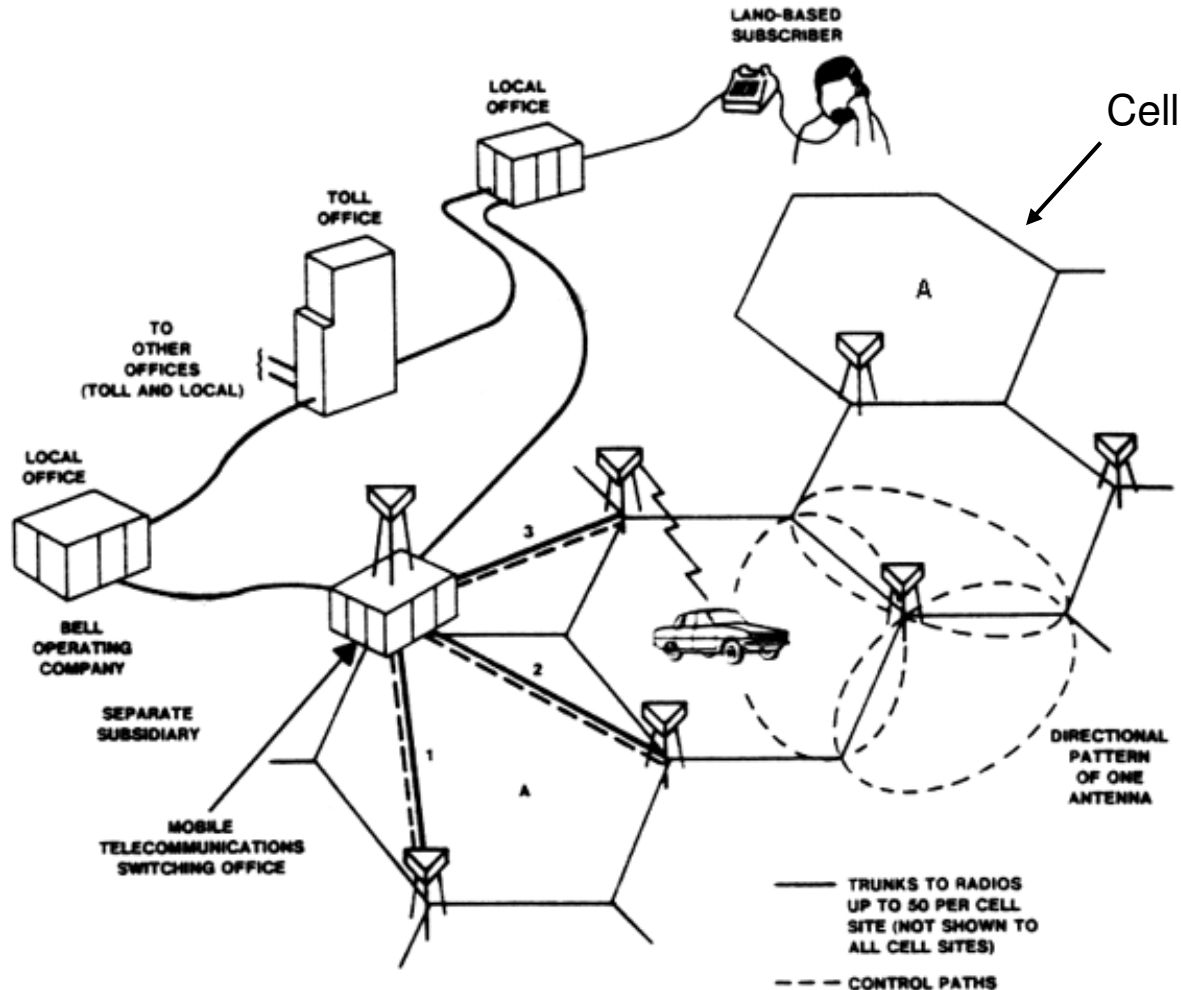 LAND-BASED
SUBSCRIBER
LOCAL
OFFICE
Cell
TOLL
OFFICE
A
TO
OTHER
OFFICES
(TOLL AND LOCAL)
LOCAL
OFFICE
3
BELL
OPERATING
COMPANY
2
SEPARATE
SUBSIDIARY
1
A
DIRECTIONAL
PATTERN
OF ONE
ANTENNA
MOBILE
TELECOMMUNICATIONS
SWITCHING OFFICE
TRUNKS TO RADIOS
UP TO 50 PER CELL
SITE (NOT SHOWN TO
ALL CELL SITES)
CONTROL PATHS